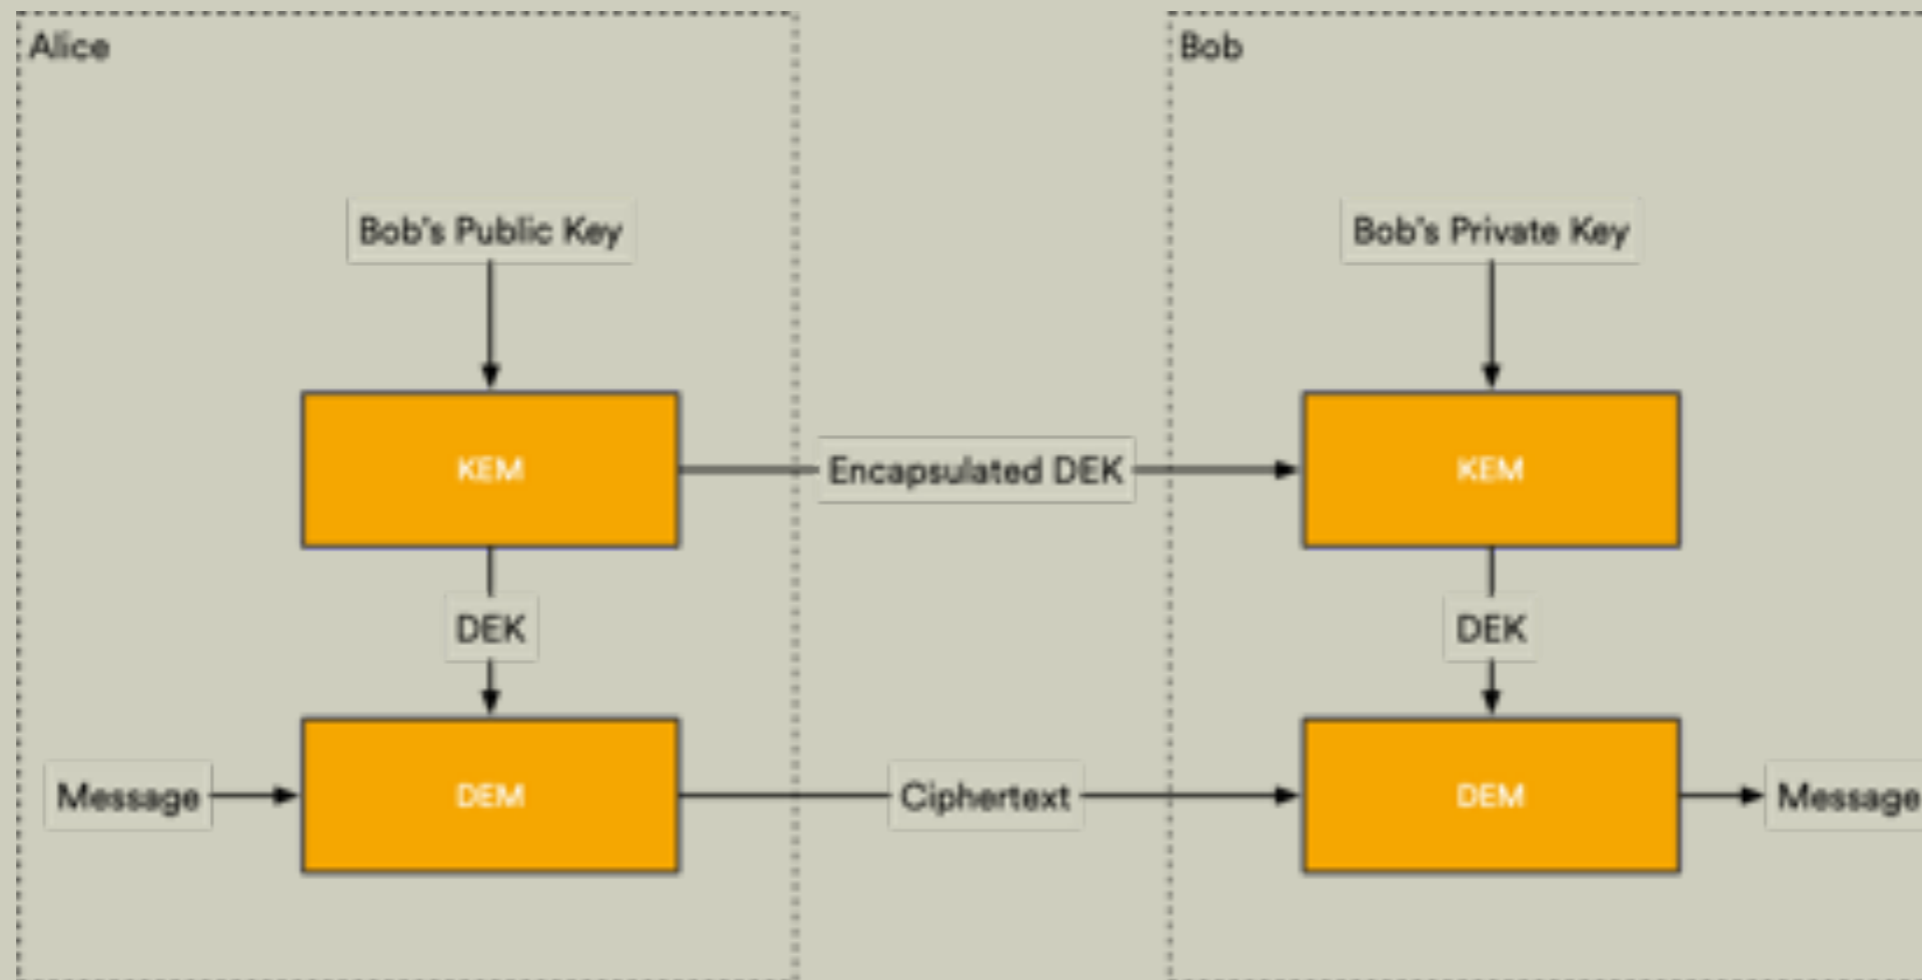 Alice
Bob
Bob's Public Key
Bob's Private Key
KEM
Encapsulated DEK
KEM
DEK
DEK
Message
DEM
Ciphertext
DEM
Message